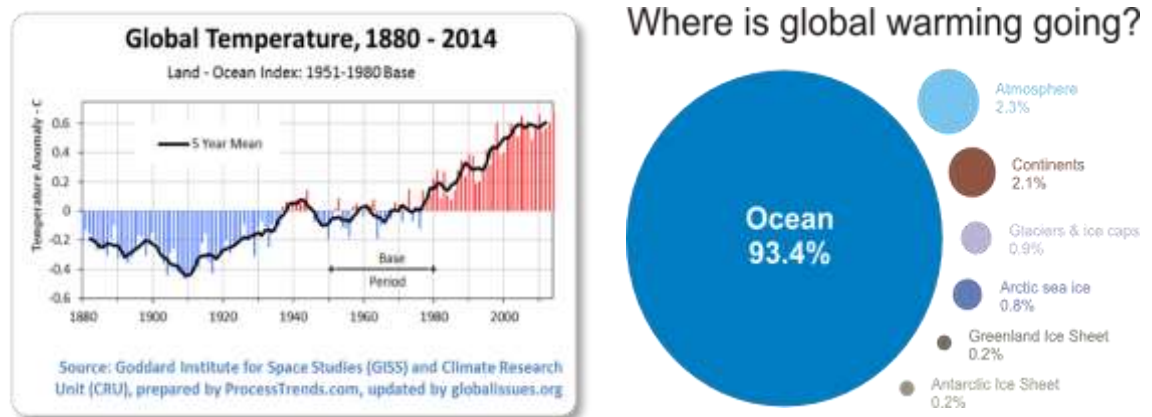 Global Temperature, 1880 - 2014
Land - Ocean Index: 1951-1980 Base
Temperature Anomaly - C
0.6
0.4
0.2
0
-0.2
-0.4
-0.6
5 Year Mean
Base
Period
1880
1900
1920
1940
1960
1980
2000
Source: Goddard Institute for Space Studies (GISS) and Climate Research
Unit (CRU), prepared by ProcessTrends.com, updated by globalissues.org
Where is global warming going?
Ocean
93.4%
Atmosphere
2.3%
Continents
2.1%
Glaciers & ice caps
0.9%
Arctic sea ice
0.8%
Greenland Ice Sheet
0.2%
Antarctic Ice Sheet
0.2%